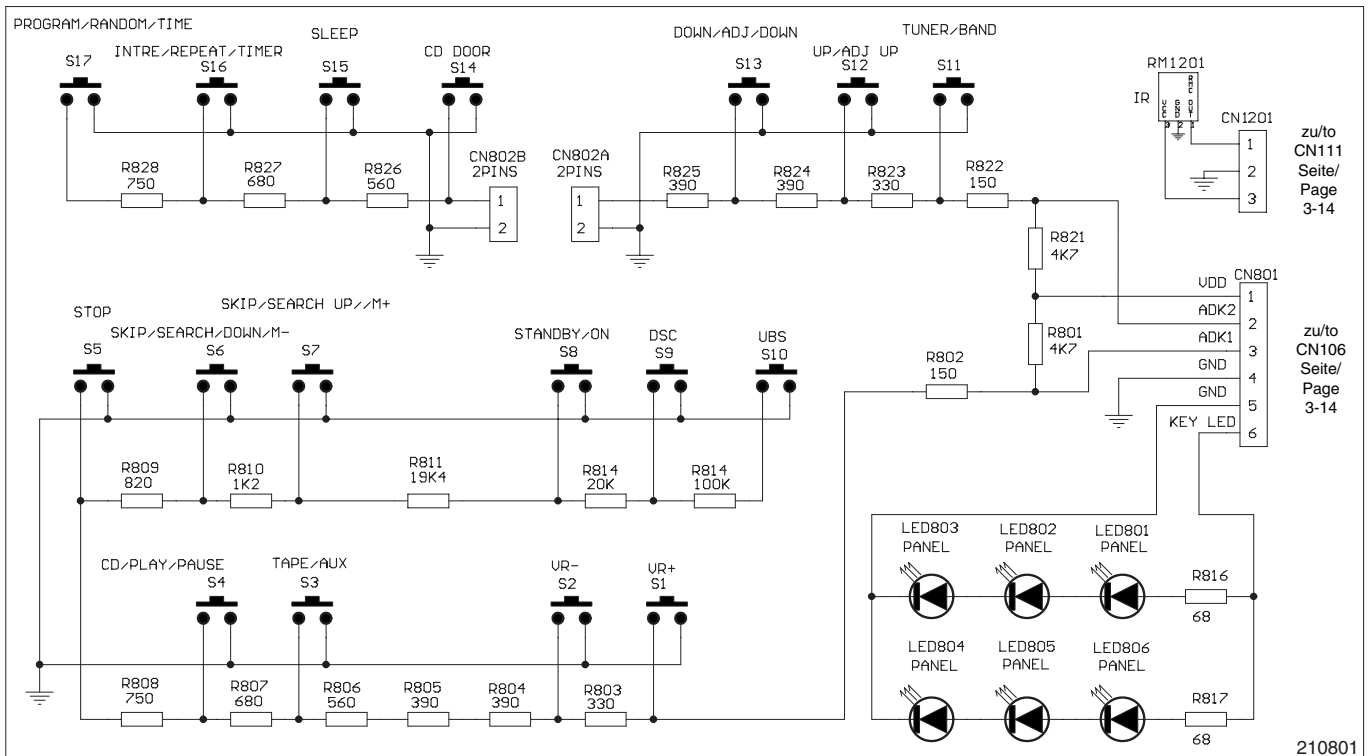 PROGRAM/RANDOM/TIME
S17
INTRE/REPEAT/TIMER
S16
SLEEP
S15
CD DOOR
S14
DOWN/ADJ/DOWN
S13
UP/ADJ UP
S12
TUNER/BAND
S11
RM1201
IR
RMC OUT
GND
VCC
3 2 1
CN1201
1
2
3
zu/to
CN111
Seite/
Page
3-14
R828
750
R827
680
R826
560
CN802B
2PINS
1
2
CN802A
2PINS
1
2
R825
390
R824
390
R823
330
R822
150
R821
4K7
R801
4K7
R802
150
CN801
VDD
1
ADK2
2
ADK1
3
GND
4
GND
5
KEY LED
6
zu/to
CN106
Seite/
Page
3-14
STOP
S5
SKIP/SEARCH/DOWN/M-
S6
SKIP/SEARCH UP//M+
S7
STANDBY/ON
S8
DSC
S9
UBS
S10
R809
820
R810
1K2
R811
19K4
R814
20K
R814
100K
CD/PLAY/PAUSE
S4
TAPE/AUX
S3
VR-
S2
VR+
S1
R808
750
R807
680
R806
560
R805
390
R804
390
R803
330
LED803
PANEL
LED802
PANEL
LED801
PANEL
R816
68
LED804
PANEL
LED805
PANEL
LED806
PANEL
R817
68
210801